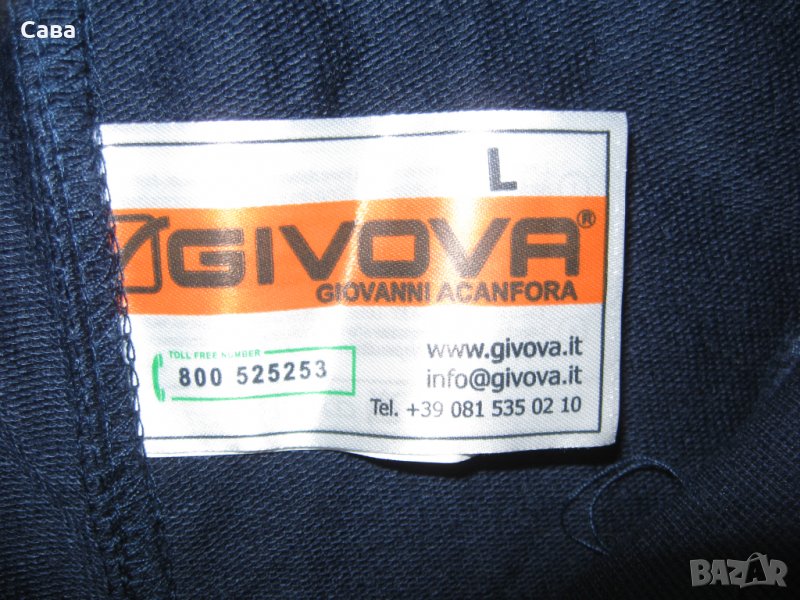 Сава
L
GIVOVA®
GIOVANNI ACANFORA
TOLL FREE NUMBER
800 525253
www.givova.it
info@givova.it
Tel. +39 081 535 02 10
BAZAR